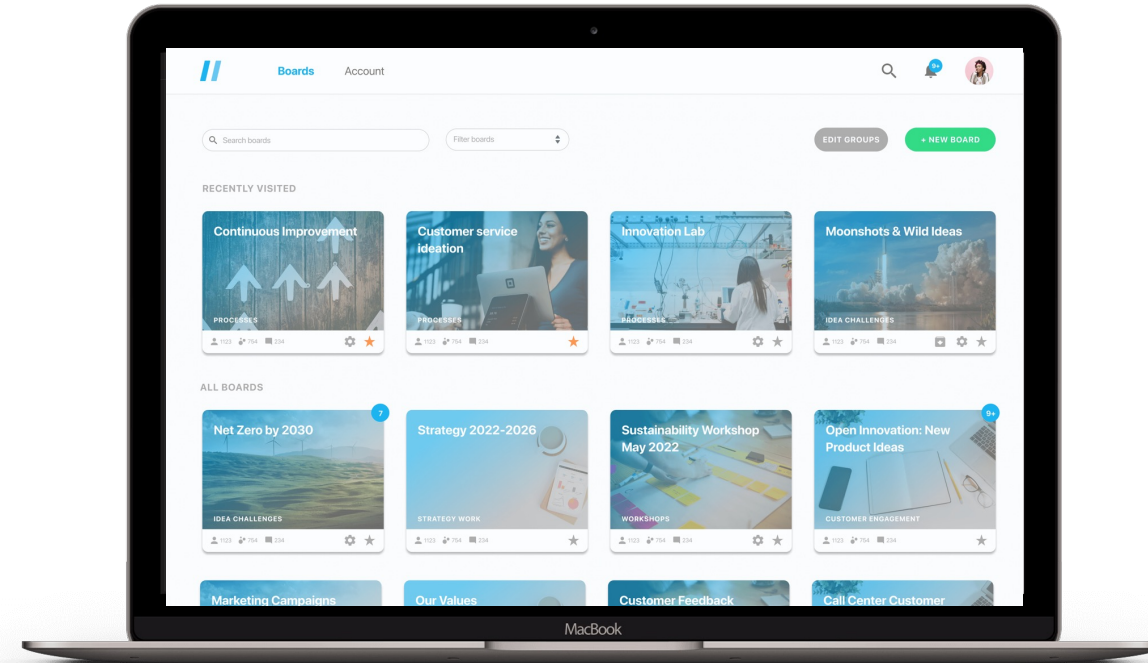 Boards
Account
9+
Search boards
Filter boards
EDIT GROUPS
+ NEW BOARD
RECENTLY VISITED
Continuous Improvement
PROCESSES
1123 764 234
Customer service
ideation
PROCESSES
1123 764 234
Innovation Lab
PROCESSES
1123 764 234
Moonshots & Wild Ideas
IDEA CHALLENGES
1123 764 234
ALL BOARDS
7
Net Zero by 2030
IDEA CHALLENGES
1123 764 234
Strategy 2022-2026
STRATEGY WORK
1123 764 234
Sustainability Workshop
May 2022
WORKSHOPS
1123 764 234
9+
Open Innovation: New
Product Ideas
CUSTOMER ENGAGEMENT
1123 764 234
Marketing Campaigns
Our Values
Customer Feedback
Call Center Customer
MacBook